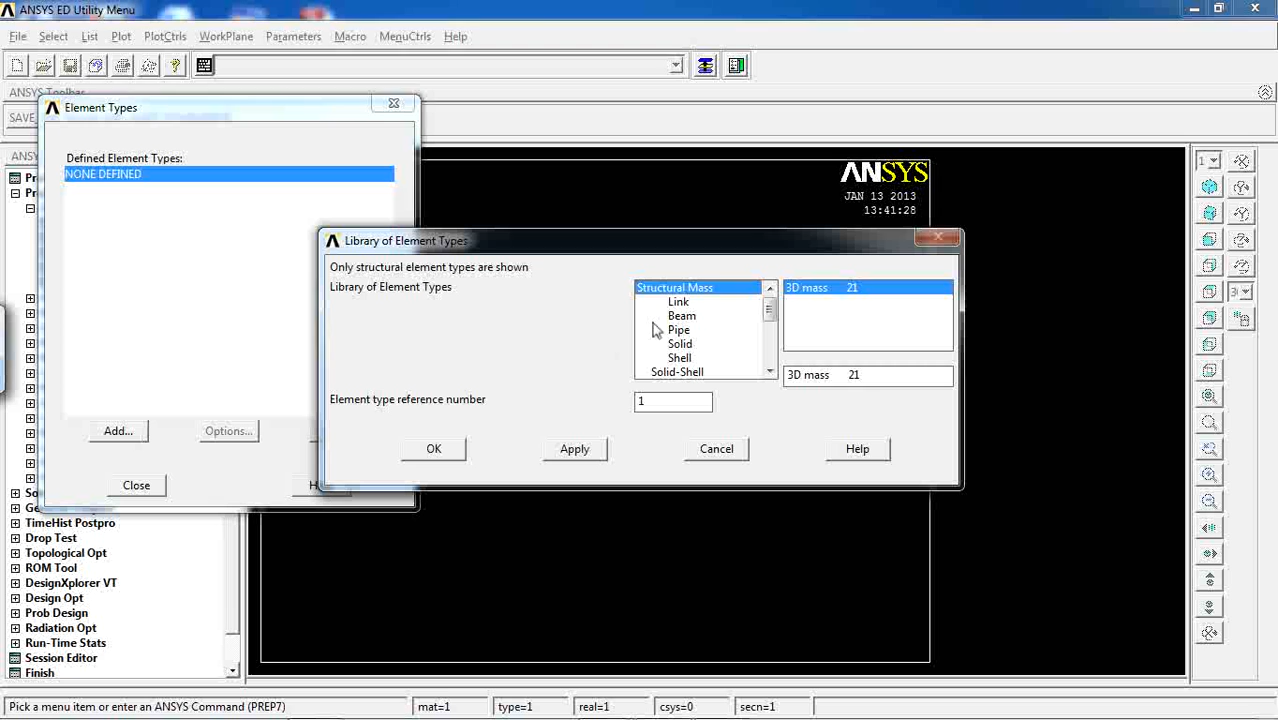 ANSYS ED Utility Menu
File Select List Plot PlotCtrls WorkPlane Parameters Macro MenuCtrls Help
ANSYS Toolbar
SAVE
Element Types
Defined Element Types:
NONE DEFINED
Add... Options...
Close
ANSYS
JAN 13 2013
13:41:28
1
Library of Element Types
Only structural element types are shown
Library of Element Types
Structural Mass
Link
Beam
Pipe
Solid
Shell
Solid-Shell
3D mass 21
3D mass 21
Element type reference number
1
OK Apply Cancel Help
TimeHist Postpro
Drop Test
Topological Opt
ROM Tool
DesignXplorer VT
Design Opt
Prob Design
Radiation Opt
Run-Time Stats
Session Editor
Finish
Pick a menu item or enter an ANSYS Command (PREP7) mat=1 type=1 real=1 csys=0 secn=1